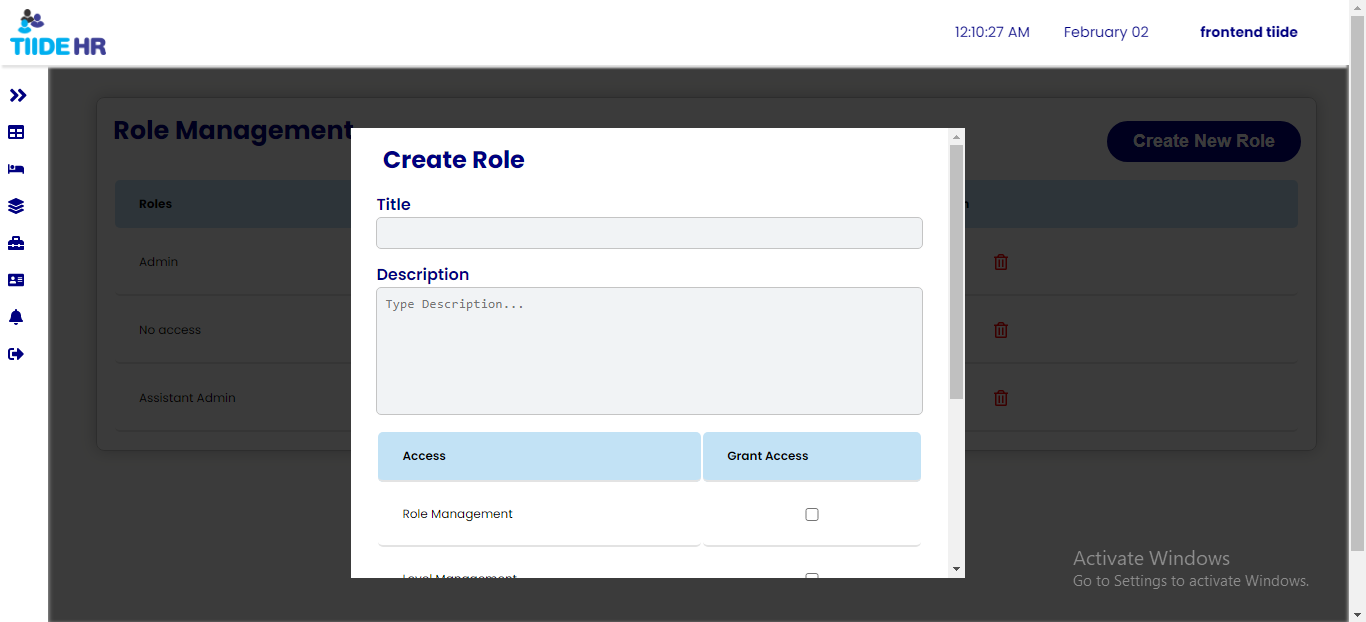 TIIDE HR
12:10:27 AM
February 02
frontend tiide
Role Management
Create New Role
Roles
Admin
No access
Assistant Admin
Create Role
Title
Description
Type Description...
Access
Grant Access
Role Management
Level Management
Activate Windows
Go to Settings to activate Windows.